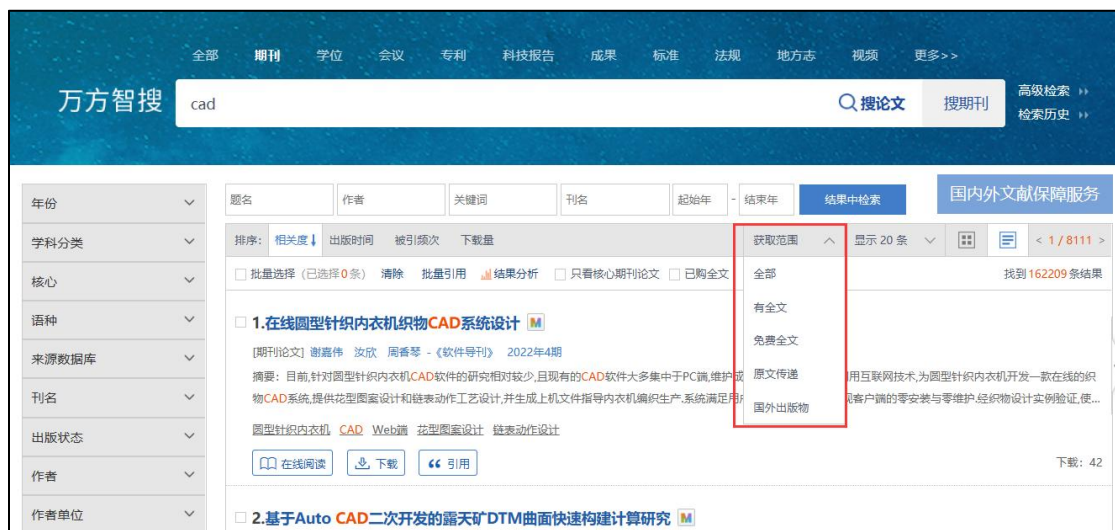 全部 期刊 学位 会议 专利 科技报告 成果 标准 法规 地方志 视频 更多>>
万方智搜 cad 搜论文 搜期刊 高级检索
检索历史
年份
学科分类
核心
语种
来源数据库
刊名
出版状态
作者
作者单位
题名 作者 关键词 刊名 起始年 - 结束年 结果中检索 国内外文献保障服务
排序: 相关度 出版时间 被引频次 下载量 获取范围 显示 20 条 < 1 / 8111 >
批量选择 (已选择 0 条) 清除 批量引用 结果分析 只看核心期刊论文 已购全文 找到 162209 条结果
全部
有全文
免费全文
原文传递
国外出版物
1.在线圆型针织内衣机织物CAD系统设计 M
[期刊论文] 谢嘉伟 汝欣 周香琴 -《软件导刊》 2022年4期
摘要: 目前,针对圆型针织内衣机CAD软件的研究相对较少,且现有的CAD软件大多集中于PC端,维护成 用互联网技术,为圆型针织内衣机开发一款在线的织
物CAD系统,提供花型图案设计和链表动作工艺设计,并生成上机文件指导内衣机编织生产.系统满足用 观客户端的零安装与零维护.经织物设计实例验证,使...
圆型针织内衣机 CAD Web端 花型图案设计 链表动作设计
在线阅读 下载 引用 下载: 42
2.基于Auto CAD二次开发的露天矿DTM曲面快速构建计算研究 M